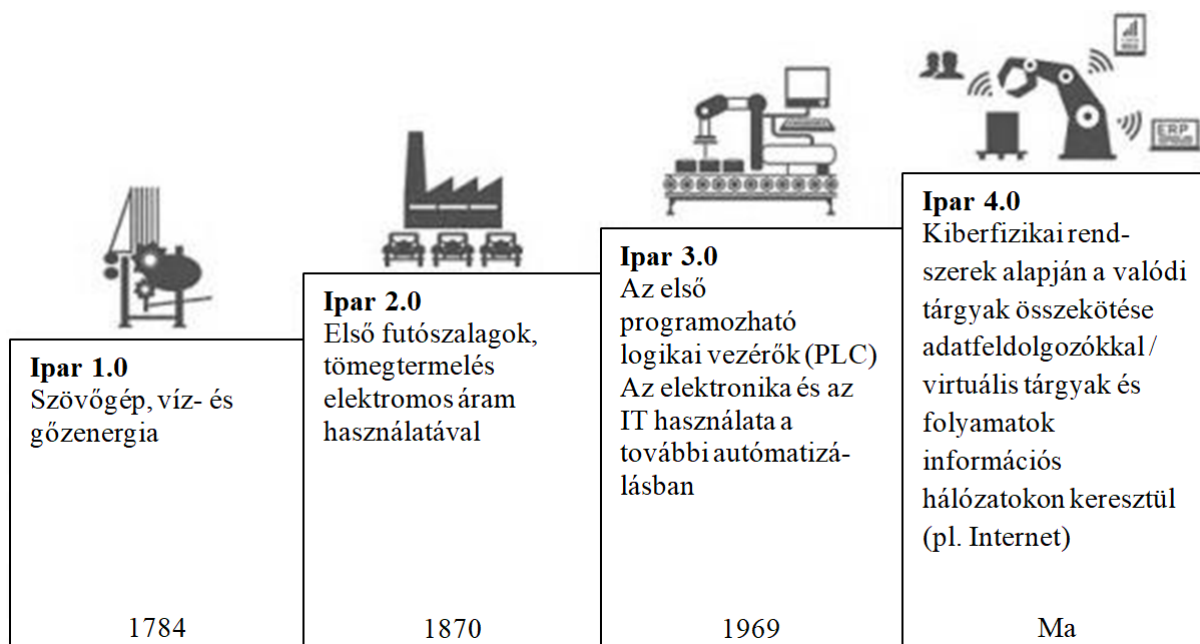 ERP
Ipar 1.0
Szövőgép, víz- és
gőzenergia
1784
Ipar 2.0
Első futószalagok,
tömegtermelés
elektromos áram
használatával
1870
Ipar 3.0
Az első
programozható
logikai vezérők (PLC)
Az elektronika és az
IT használata a
további autómatizá-
lásban
1969
Ipar 4.0
Kiberfizikai rend-
szerek alapján a valódi
tárgyak összekötése
adatfeldolgozókkal /
virtuális tárgyak és
folyamatok
információs
hálózatokon keresztül
(pl. Internet)
Ma